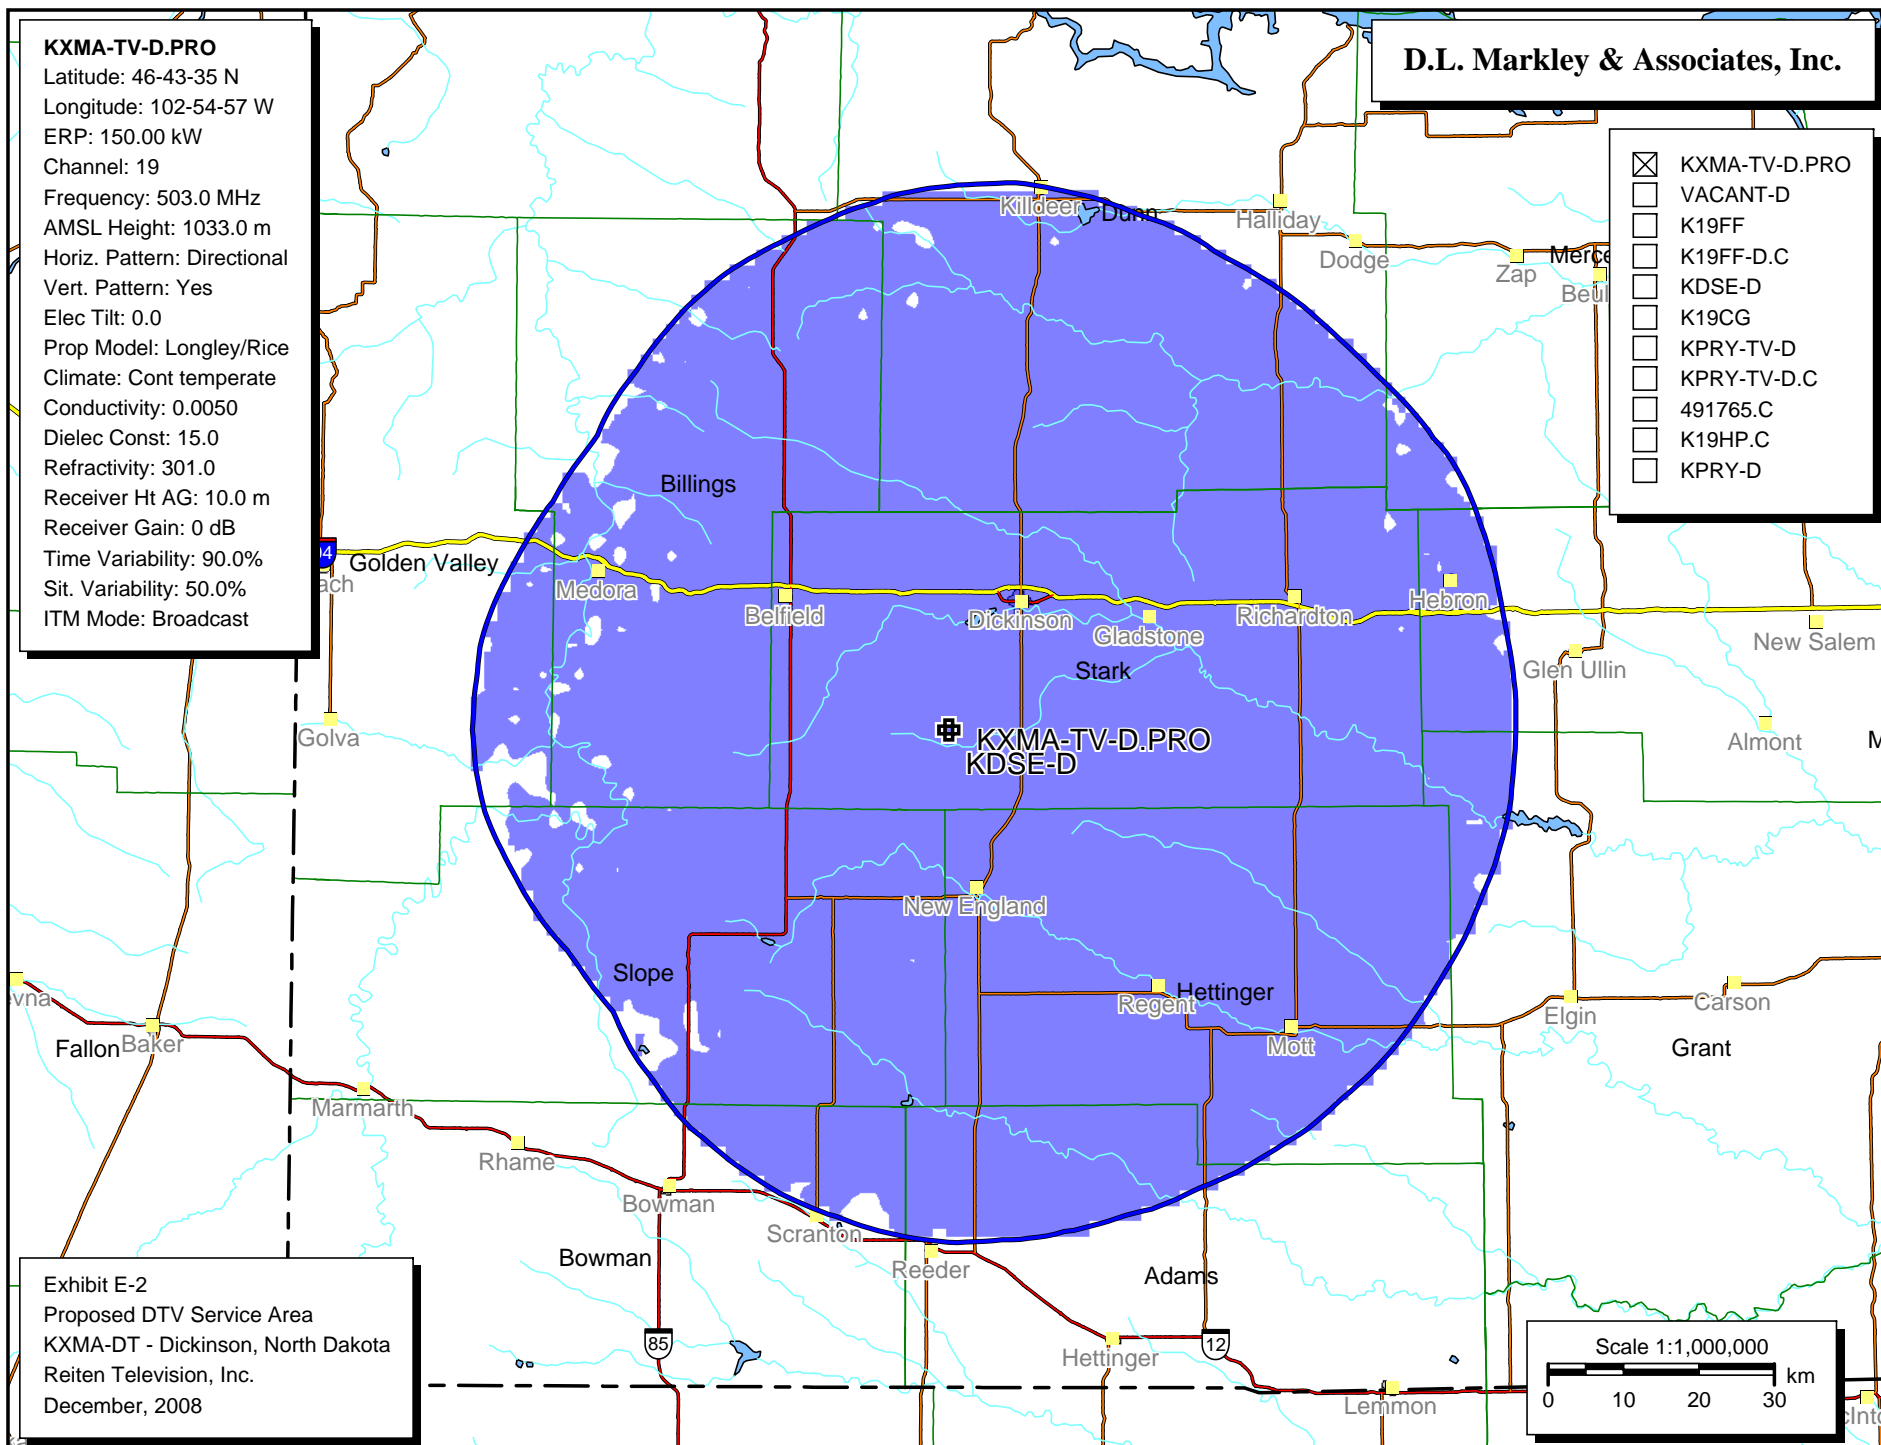 KXMA-TV-D.PRO
Latitude: 46-43-35 N
Longitude: 102-54-57 W
ERP: 150.00 kW
Channel: 19
Frequency: 503.0 MHz
AMSL Height: 1033.0 m
Horiz. Pattern: Directional
Vert. Pattern: Yes
Elec Tilt: 0.0
Prop Model: Longley/Rice
Climate: Cont temperate
Conductivity: 0.0050
Dielec Const: 15.0
Refractivity: 301.0
Receiver Ht AG: 10.0 m
Receiver Gain: 0 dB
Time Variability: 90.0%
Sit. Variability: 50.0%
ITM Mode: Broadcast
D.L. Markley & Associates, Inc.
KXMA-TV-D.PRO
VACANT-D
K19FF
K19FF-D.C
KDSE-D
K19CG
KPRY-TV-D
KPRY-TV-D.C
491765.C
K19HP.C
KPRY-D
Killdeer
Dunn
Halliday
Dodge
Zap
Merce
Beul
Billings
Golden Valley
4
ach
Medora
Belfield
Dickinson
Gladstone
Richardton
Hebron
New Salem
Glen Ullin
Stark
Golva
KXMA-TV-D.PRO
KDSE-D
Almont
M
New England
Slope
Regent
Hettinger
Mott
Elgin
Carson
Grant
evna
Fallon
Baker
Marmarth
Rhame
Bowman
Scranton
Reeder
Bowman
Adams
85
Hettinger
12
Lemmon
cInto
Exhibit E-2
Proposed DTV Service Area
KXMA-DT - Dickinson, North Dakota
Reiten Television, Inc.
December, 2008
Scale 1:1,000,000
km
0 10 20 30